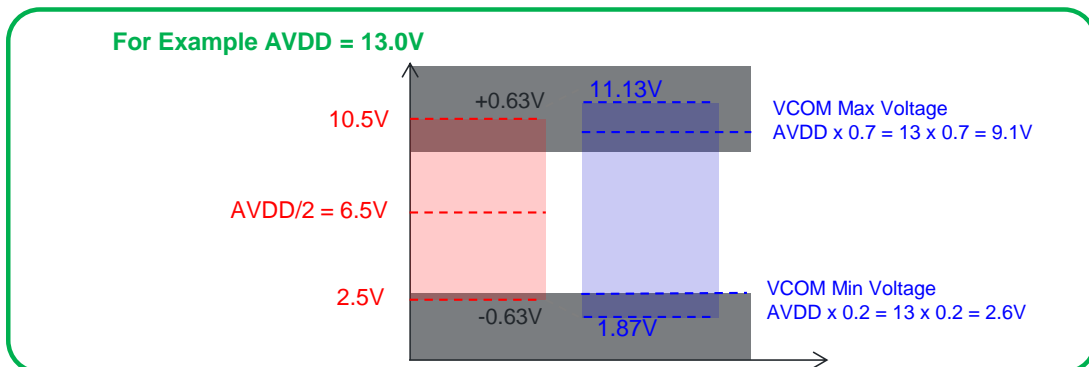 For Example AVDD = 13.0V
+0.63V
11.13V
10.5V
VCOM Max Voltage
AVDD x 0.7 = 13 x 0.7 = 9.1V
AVDD/2 = 6.5V
2.5V
-0.63V
1.87V
VCOM Min Voltage
AVDD x 0.2 = 13 x 0.2 = 2.6V